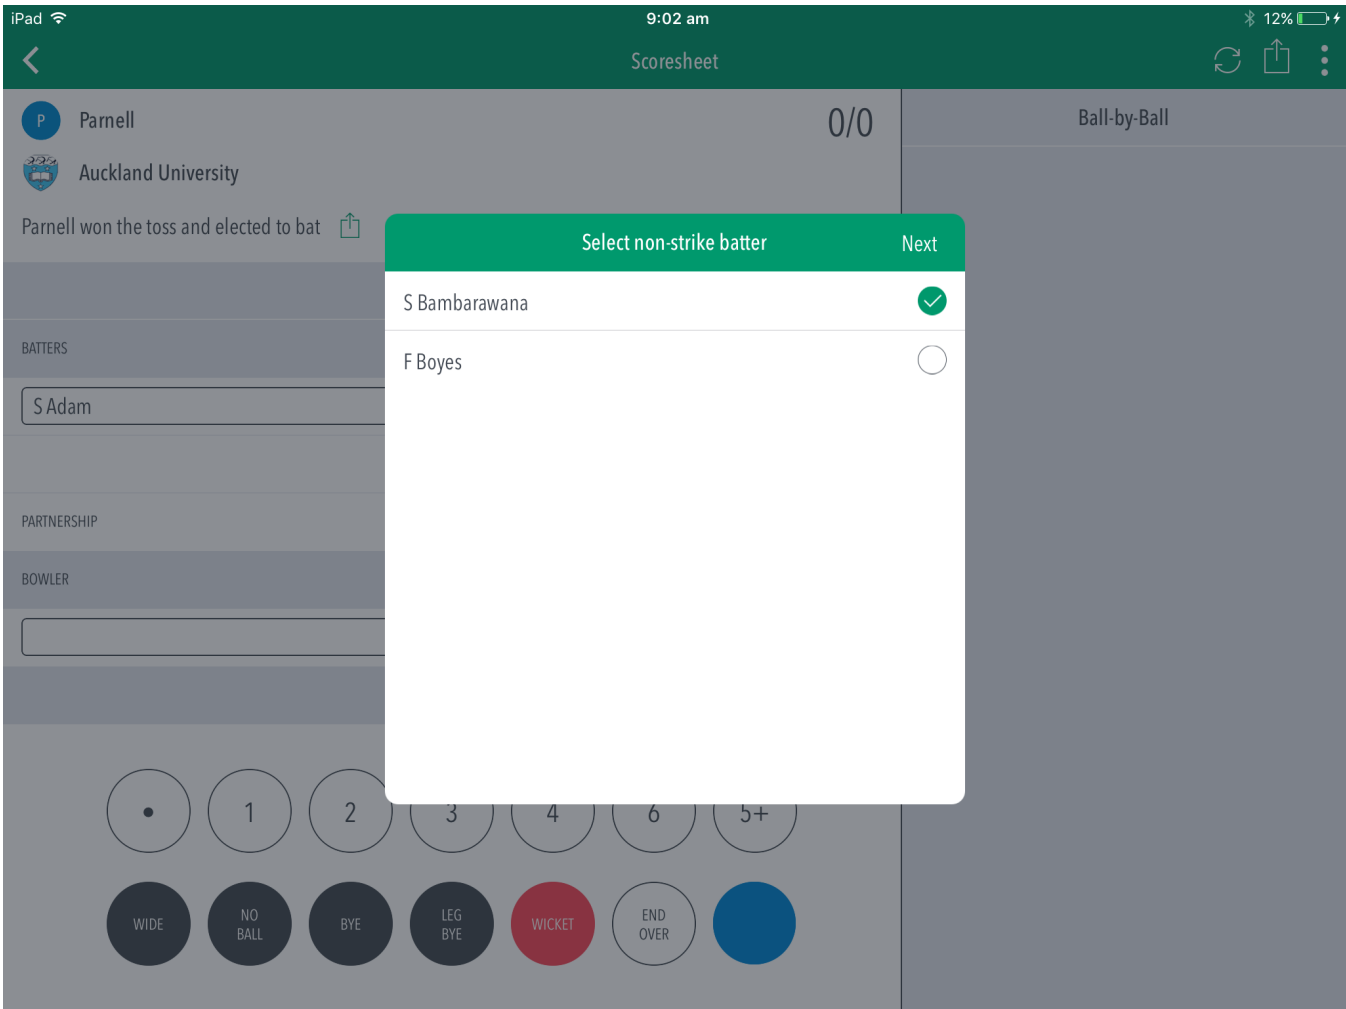 iPad 9:02 am 12%
Scoresheet
P Parnell 0/0
Auckland University
Parnell won the toss and elected to bat
Ball-by-Ball
Select non-strike batter Next
S Bambarawana
F Boyes
BATTERS
S Adam
PARTNERSHIP
BOWLER
1 2 3 4 6 5+
WIDE
NO
BALL
BYE
LEG
BYE
WICKET
END
OVER